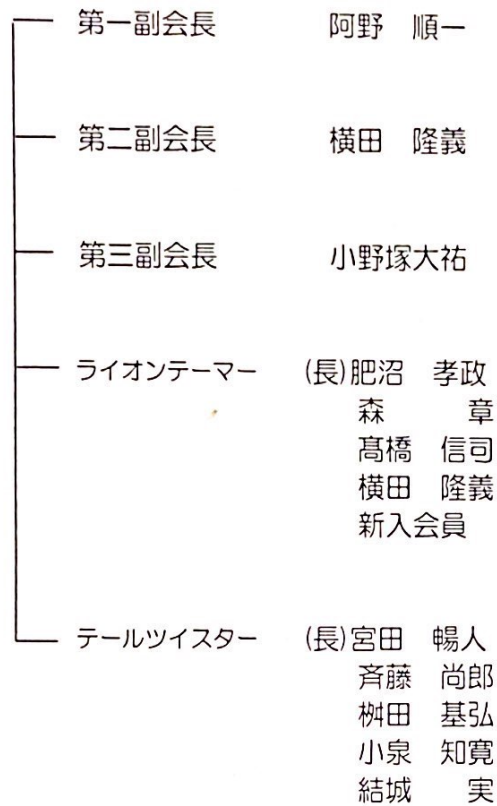 第一副会長　阿野　順一
第二副会長　横田　隆義
第三副会長　小野塚大祐
ライオンテーマー　(長)肥沼　孝政
森　　章
髙橋　信司
横田　隆義
新入会員
テールツイスター　(長)宮田　暢人
斉藤　尚郎
桝田　基弘
小泉　知寛
結城　　実